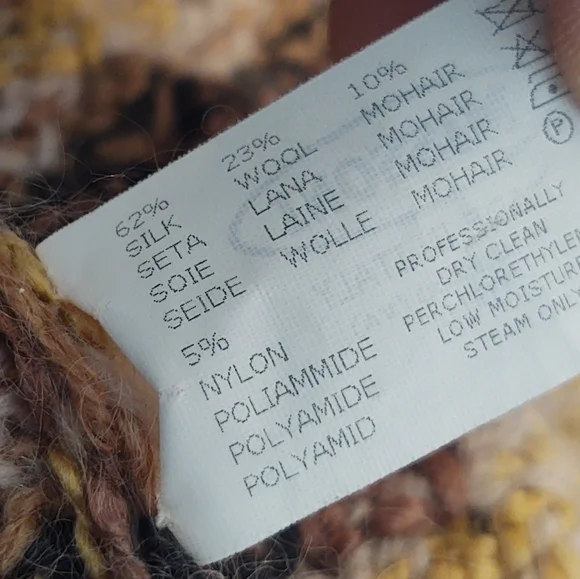 62%
SILK
SETA
SOIE
SEIDE
23%
WOOL
LANA
LAINE
WOLLE
10%
MOHAIR
MOHAIR
MOHAIR
MOHAIR
5%
NYLON
POLIAMMIDE
POLYAMIDE
POLYAMID
P
PROFESSIONALLY
DRY CLEAN
PERCHLORETHYLEN
LOW MOISTURE
STEAM ONLY